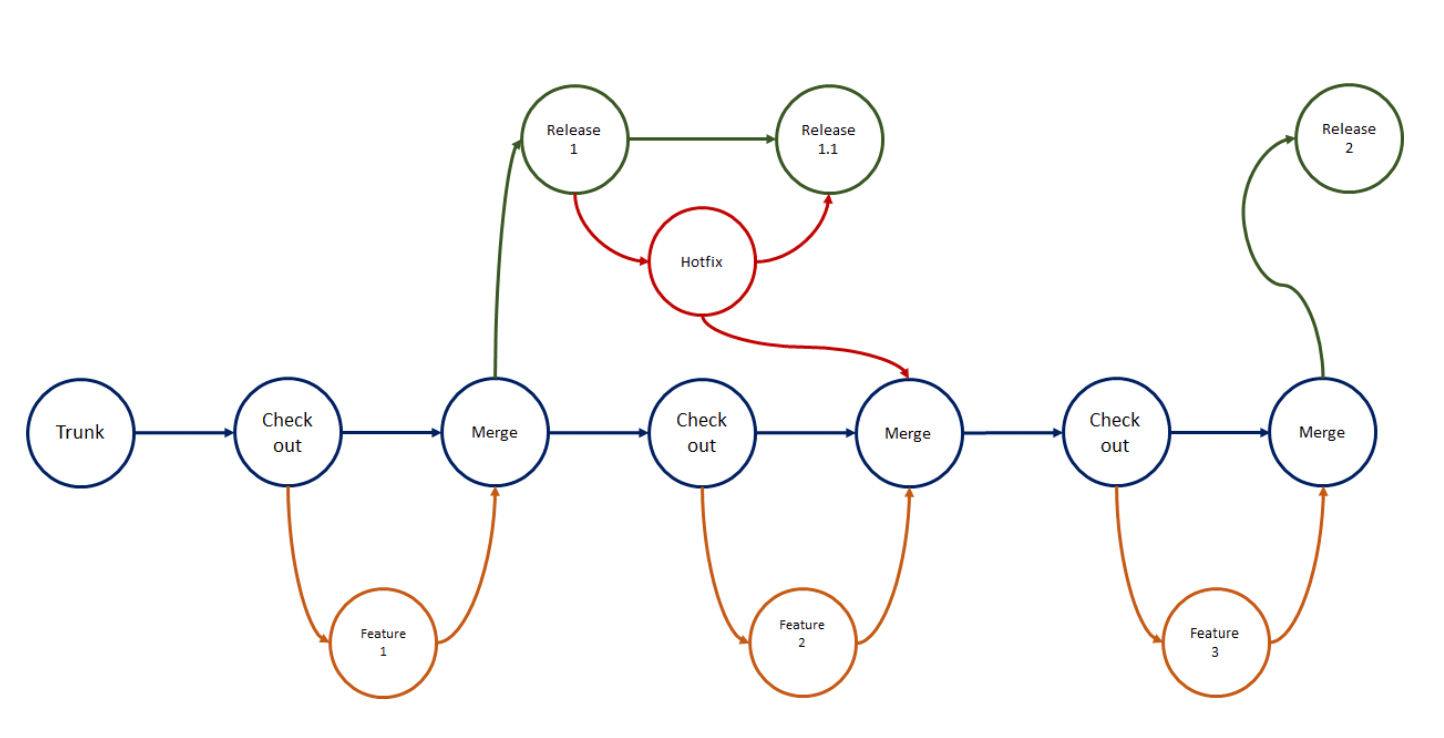 Release
1
Release
1.1
Release
2
Hotfix
Trunk
Check
out
Merge
Check
out
Merge
Check
out
Merge
Feature
1
Feature
2
Feature
3